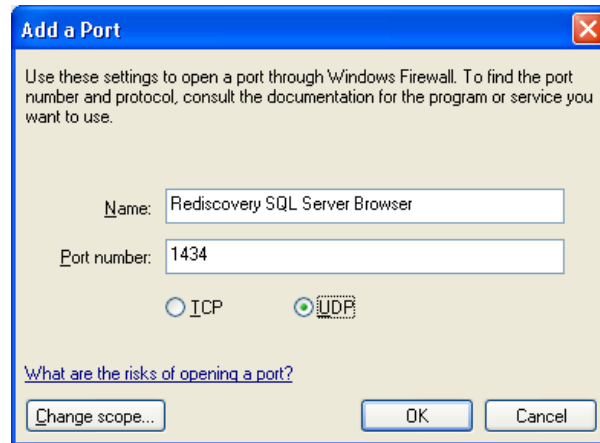 Add a Port
Use these settings to open a port through Windows Firewall. To find the port
number and protocol, consult the documentation for the program or service you
want to use.
Name: Rediscovery SQL Server Browser
Port number: 1434
TCP UDP
What are the risks of opening a port?
Change scope... OK Cancel